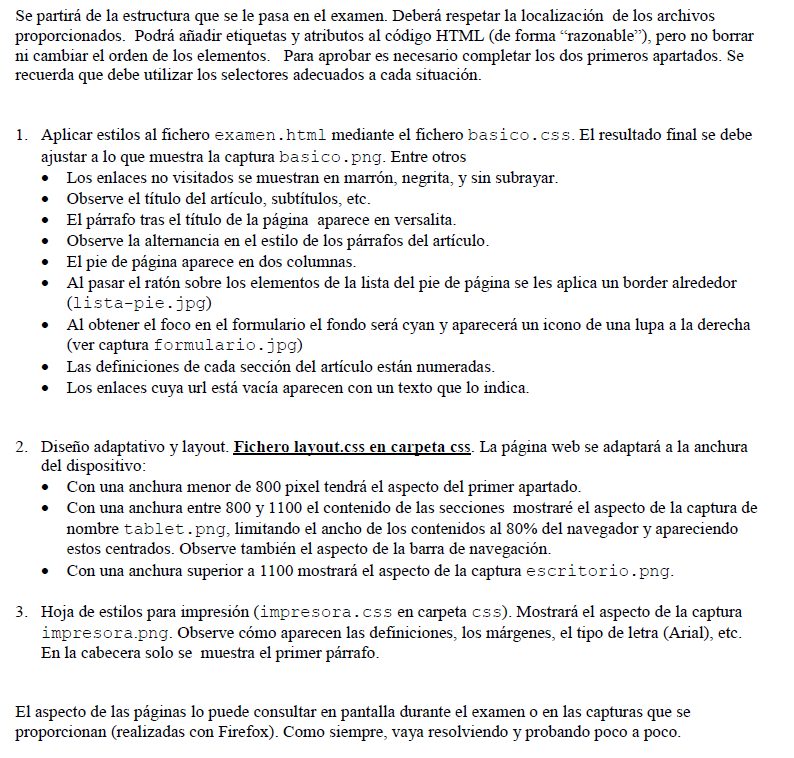 Se partirá de la estructura que se le pasa en el examen. Deberá respetar la localización de los archivos
proporcionados. Podrá añadir etiquetas y atributos al código HTML (de forma “razonable”), pero no borrar
ni cambiar el orden de los elementos. Para aprobar es necesario completar los dos primeros apartados. Se
recuerda que debe utilizar los selectores adecuados a cada situación.
1. Aplicar estilos al fichero examen.html mediante el fichero basico.css. El resultado final se debe
ajustar a lo que muestra la captura basico.png. Entre otros
• Los enlaces no visitados se muestran en marrón, negrita, y sin subrayar.
• Observe el título del artículo, subtítulos, etc.
• El párrafo tras el título de la página aparece en versalita.
• Observe la alternancia en el estilo de los párrafos del artículo.
• El pie de página aparece en dos columnas.
• Al pasar el ratón sobre los elementos de la lista del pie de página se les aplica un border alrededor
(lista-pie.jpg)
• Al obtener el foco en el formulario el fondo será cyan y aparecerá un icono de una lupa a la derecha
(ver captura formulario.jpg)
• Las definiciones de cada sección del artículo están numeradas.
• Los enlaces cuya url está vacía aparecen con un texto que lo indica.
2. Diseño adaptativo y layout. Fichero layout.css en carpeta css. La página web se adaptará a la anchura
del dispositivo:
• Con una anchura menor de 800 pixel tendrá el aspecto del primer apartado.
• Con una anchura entre 800 y 1100 el contenido de las secciones mostraré el aspecto de la captura de
nombre tablet.png, limitando el ancho de los contenidos al 80% del navegador y apareciendo
estos centrados. Observe también el aspecto de la barra de navegación.
• Con una anchura superior a 1100 mostrará el aspecto de la captura escritorio.png.
3. Hoja de estilos para impresión (impresora.css en carpeta css). Mostrará el aspecto de la captura
impresora.png. Observe cómo aparecen las definiciones, los márgenes, el tipo de letra (Arial), etc.
En la cabecera solo se muestra el primer párrafo.
El aspecto de las páginas lo puede consultar en pantalla durante el examen o en las capturas que se
proporcionan (realizadas con Firefox). Como siempre, vaya resolviendo y probando poco a poco.